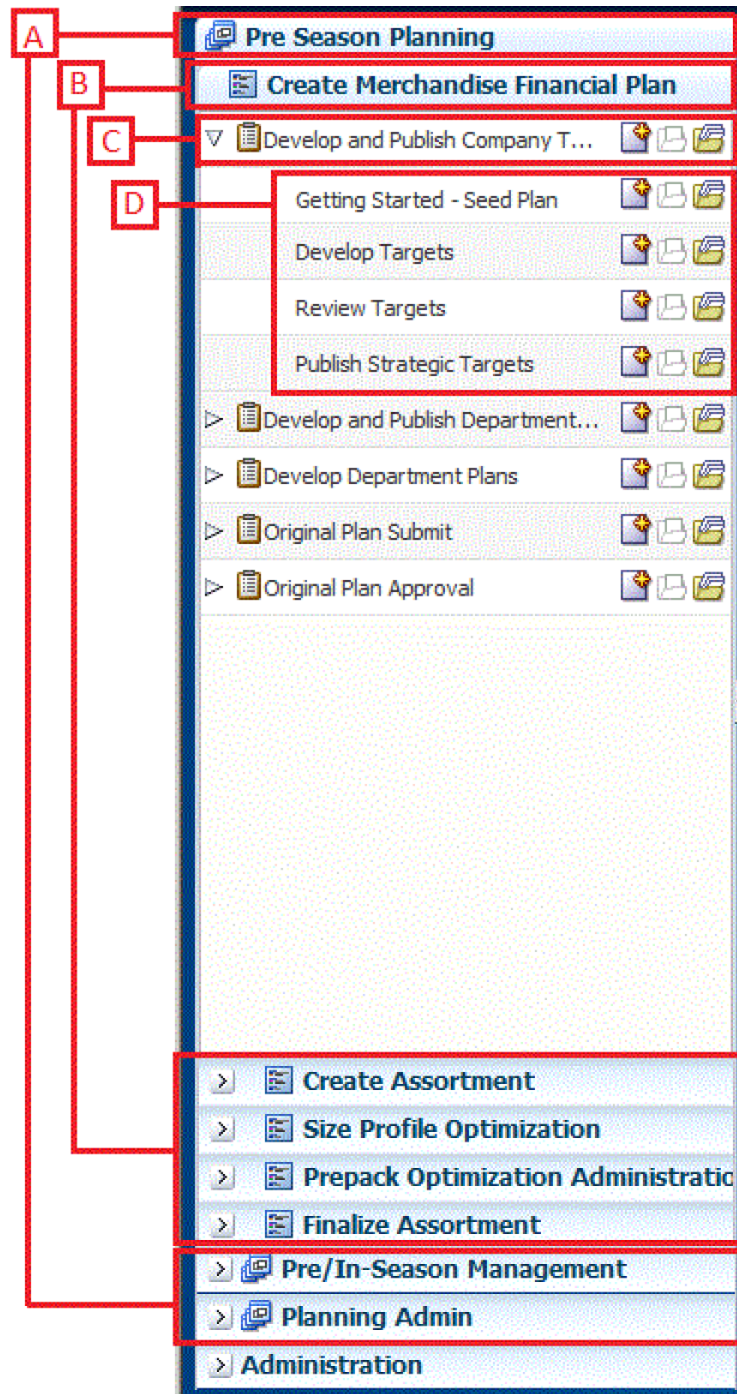 A
Pre Season Planning
B
Create Merchandise Financial Plan
C
Develop and Publish Company T...
D
Getting Started - Seed Plan
Develop Targets
Review Targets
Publish Strategic Targets
Develop and Publish Department...
Develop Department Plans
Original Plan Submit
Original Plan Approval
Create Assortment
Size Profile Optimization
Prepack Optimization Administratio
Finalize Assortment
Pre/In-Season Management
Planning Admin
Administration